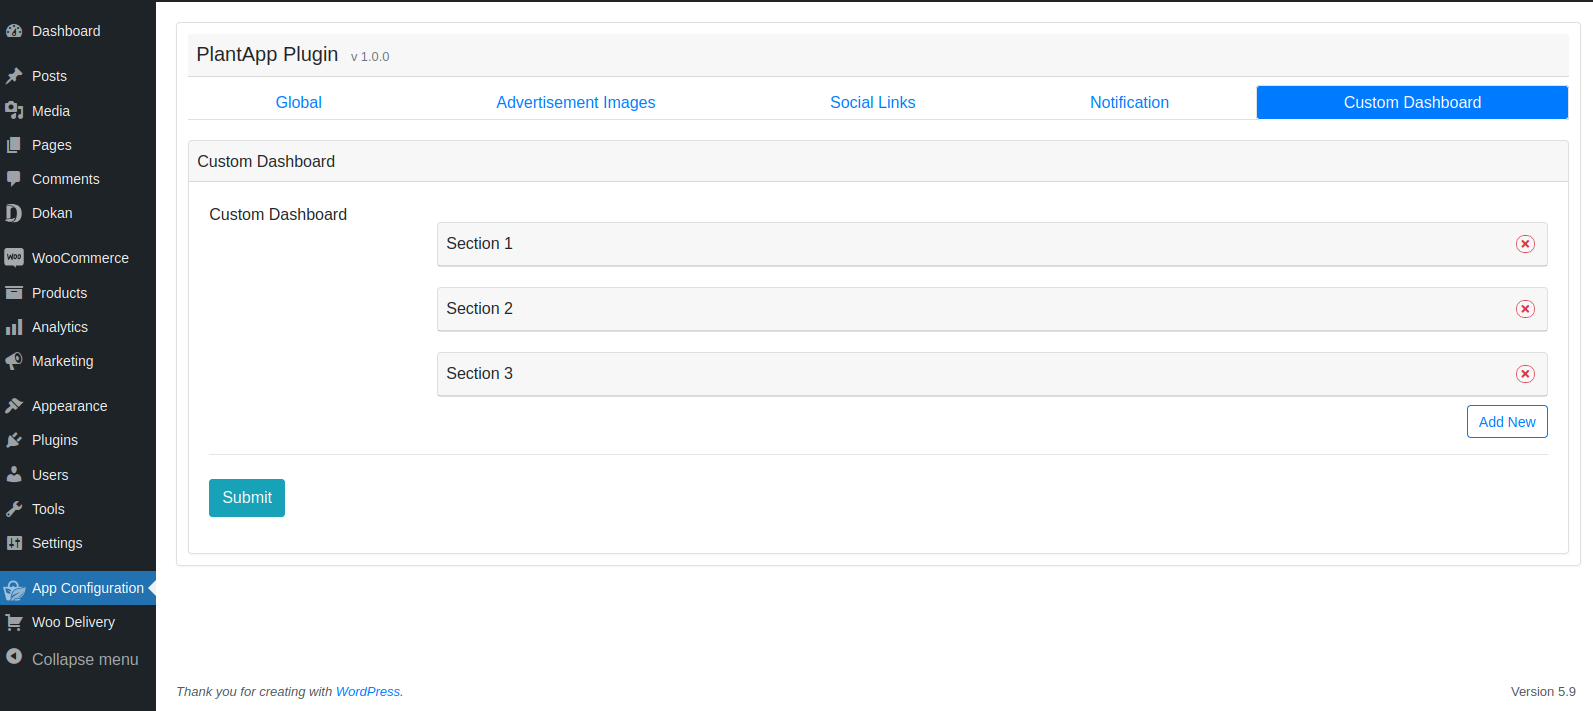 Dashboard
Posts
Media
Pages
Comments
Dokan
WooCommerce
Products
Analytics
Marketing
Appearance
Plugins
Users
Tools
Settings
App Configuration
Woo Delivery
Collapse menu
PlantApp Plugin v 1.0.0
Global Advertisement Images Social Links Notification Custom Dashboard
Custom Dashboard
Custom Dashboard
Section 1
Section 2
Section 3
Add New
Submit
Thank you for creating with WordPress. Version 5.9